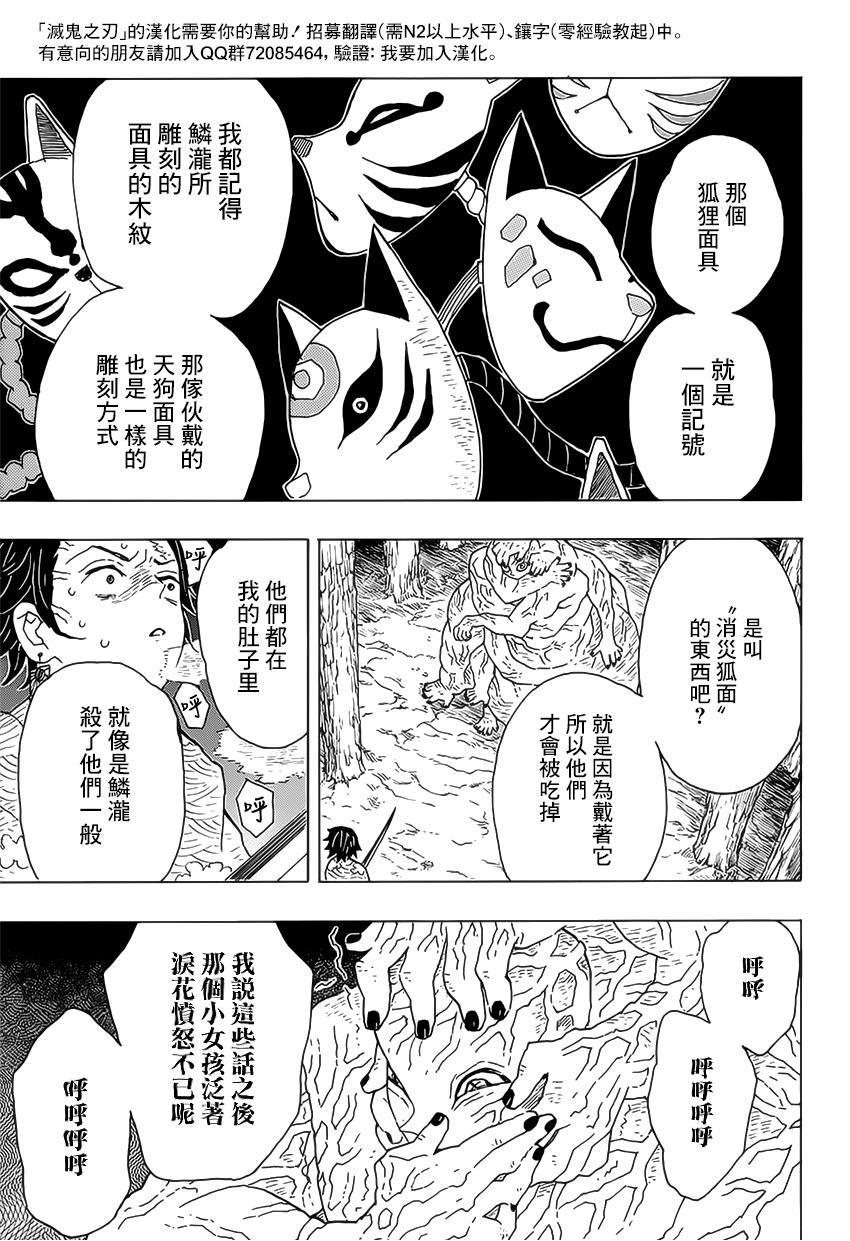 「滅鬼之刃」的漢化需要你的幫助！招募翻譯(需N2以上水平)、鑲字(零經驗教起)中。
有意向的朋友請加入QQ群72085464，驗證：我要加入漢化。
那個
狐狸面具
就是
一個記號
我都記得
鱗瀧所
雕刻的
面具的木紋
那傢伙戴的
天狗面具
也是一樣的
雕刻方式
是叫
〝消災狐面〞
的東西吧？
就是因為戴著它
所以他們
才會被吃掉
他們都在
我的肚子里
呼
呼
呼
就像是鱗瀧
殺了他們一般
呼呼
呼呼呼呼
我説這些話之後
那個小女孩泛著
淚花憤怒不已呢
呼呼呼呼